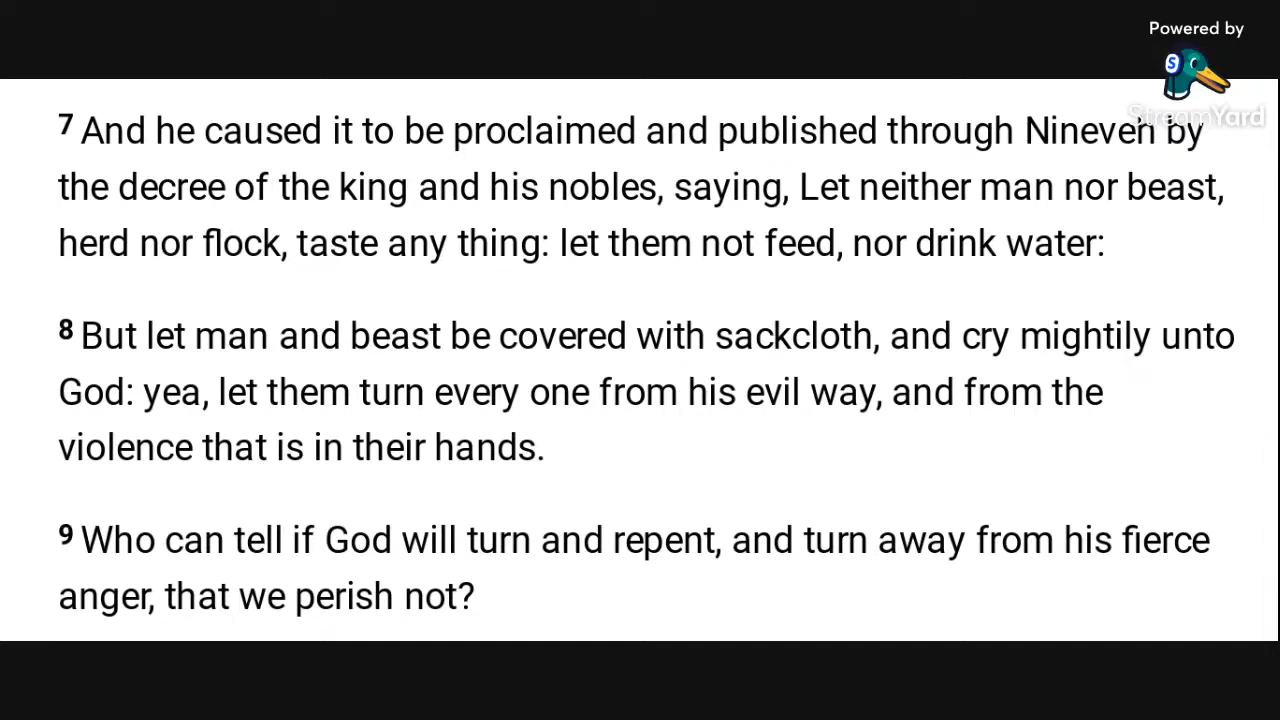 Powered by
S
StreamYard
7 And he caused it to be proclaimed and published through Nineveh by
the decree of the king and his nobles, saying, Let neither man nor beast,
herd nor flock, taste any thing: let them not feed, nor drink water:
8 But let man and beast be covered with sackcloth, and cry mightily unto
God: yea, let them turn every one from his evil way, and from the
violence that is in their hands.
9 Who can tell if God will turn and repent, and turn away from his fierce
anger, that we perish not?